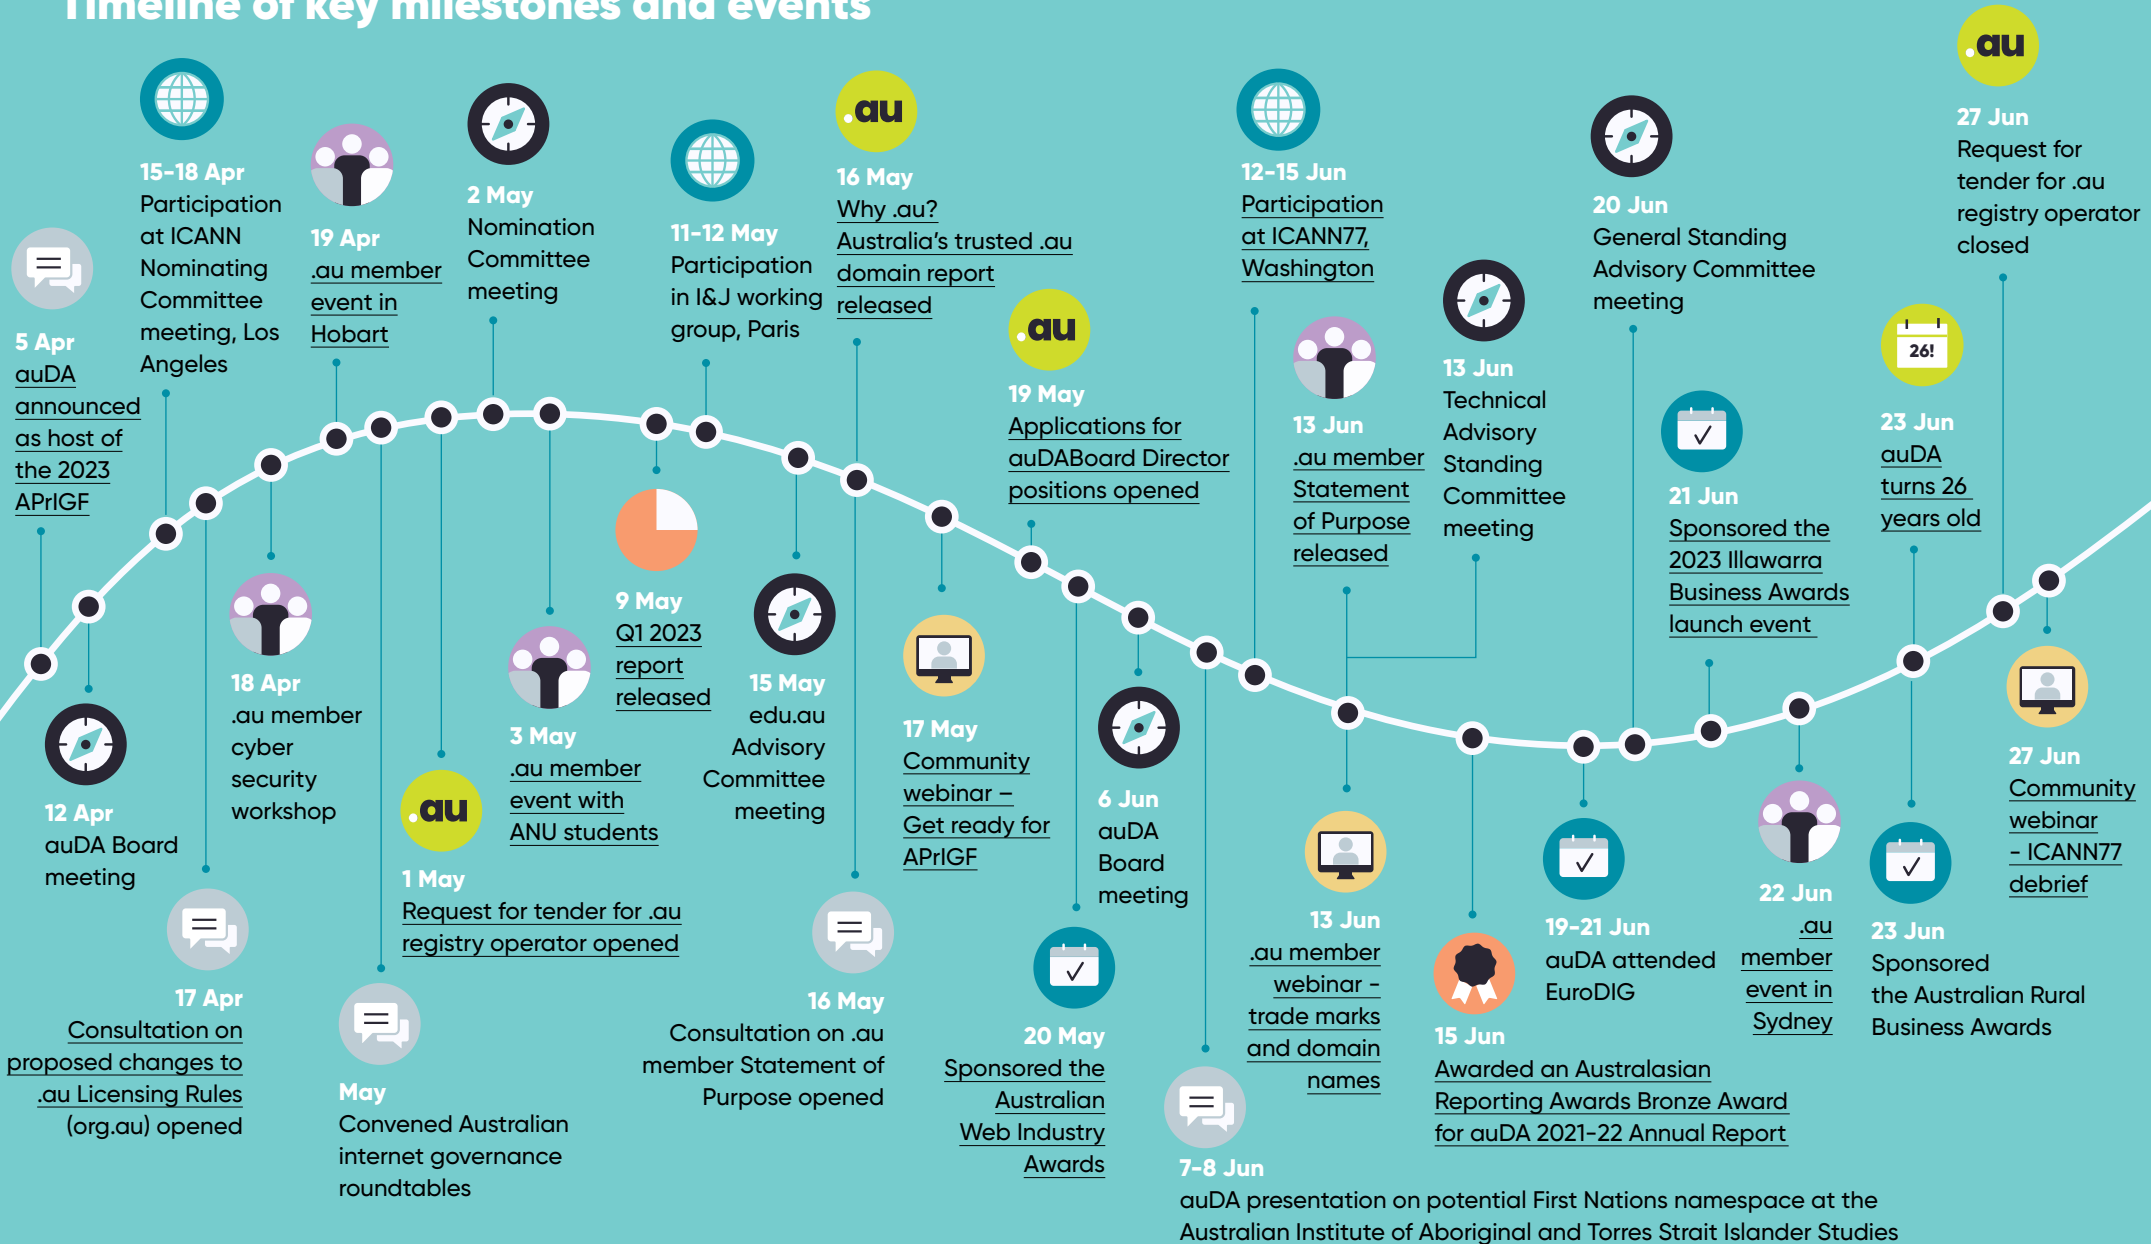 Timeline of key milestones and events
5 Apr
auDA
announced
as host of
the 2023
APrIGF
12 Apr
auDA Board
meeting
15-18 Apr
Participation
at ICANN
Nominating
Committee
meeting, Los
Angeles
17 Apr
Consultation on
proposed changes to
.au Licensing Rules
(org.au) opened
18 Apr
.au member
cyber
security
workshop
19 Apr
.au member
event in
Hobart
May
Convened Australian
internet governance
roundtables
.au
1 May
Request for tender for .au
registry operator opened
2 May
Nomination
Committee
meeting
3 May
.au member
event with
ANU students
9 May
Q1 2023
report
released
11-12 May
Participation
in I&J working
group, Paris
15 May
edu.au
Advisory
Committee
meeting
.au
16 May
Why .au?
Australia's trusted .au
domain report
released
16 May
Consultation on .au
member Statement of
Purpose opened
17 May
Community
webinar –
Get ready for
APrIGF
.au
19 May
Applications for
auDABoard Director
positions opened
20 May
Sponsored the
Australian
Web Industry
Awards
6 Jun
auDA
Board
meeting
7-8 Jun
auDA presentation on potential First Nations namespace at the
Australian Institute of Aboriginal and Torres Strait Islander Studies
12-15 Jun
Participation
at ICANN77,
Washington
13 Jun
.au member
Statement
of Purpose
released
13 Jun
Technical
Advisory
Standing
Committee
meeting
13 Jun
.au member
webinar -
trade marks
and domain
names
15 Jun
Awarded an Australasian
Reporting Awards Bronze Award
for auDA 2021-22 Annual Report
19-21 Jun
auDA attended
EuroDIG
20 Jun
General Standing
Advisory Committee
meeting
21 Jun
Sponsored the
2023 Illawarra
Business Awards
launch event
22 Jun
.au
member
event in
Sydney
26!
23 Jun
auDA
turns 26
years old
23 Jun
Sponsored
the Australian Rural
Business Awards
.au
27 Jun
Request for
tender for .au
registry operator
closed
27 Jun
Community
webinar
- ICANN77
debrief